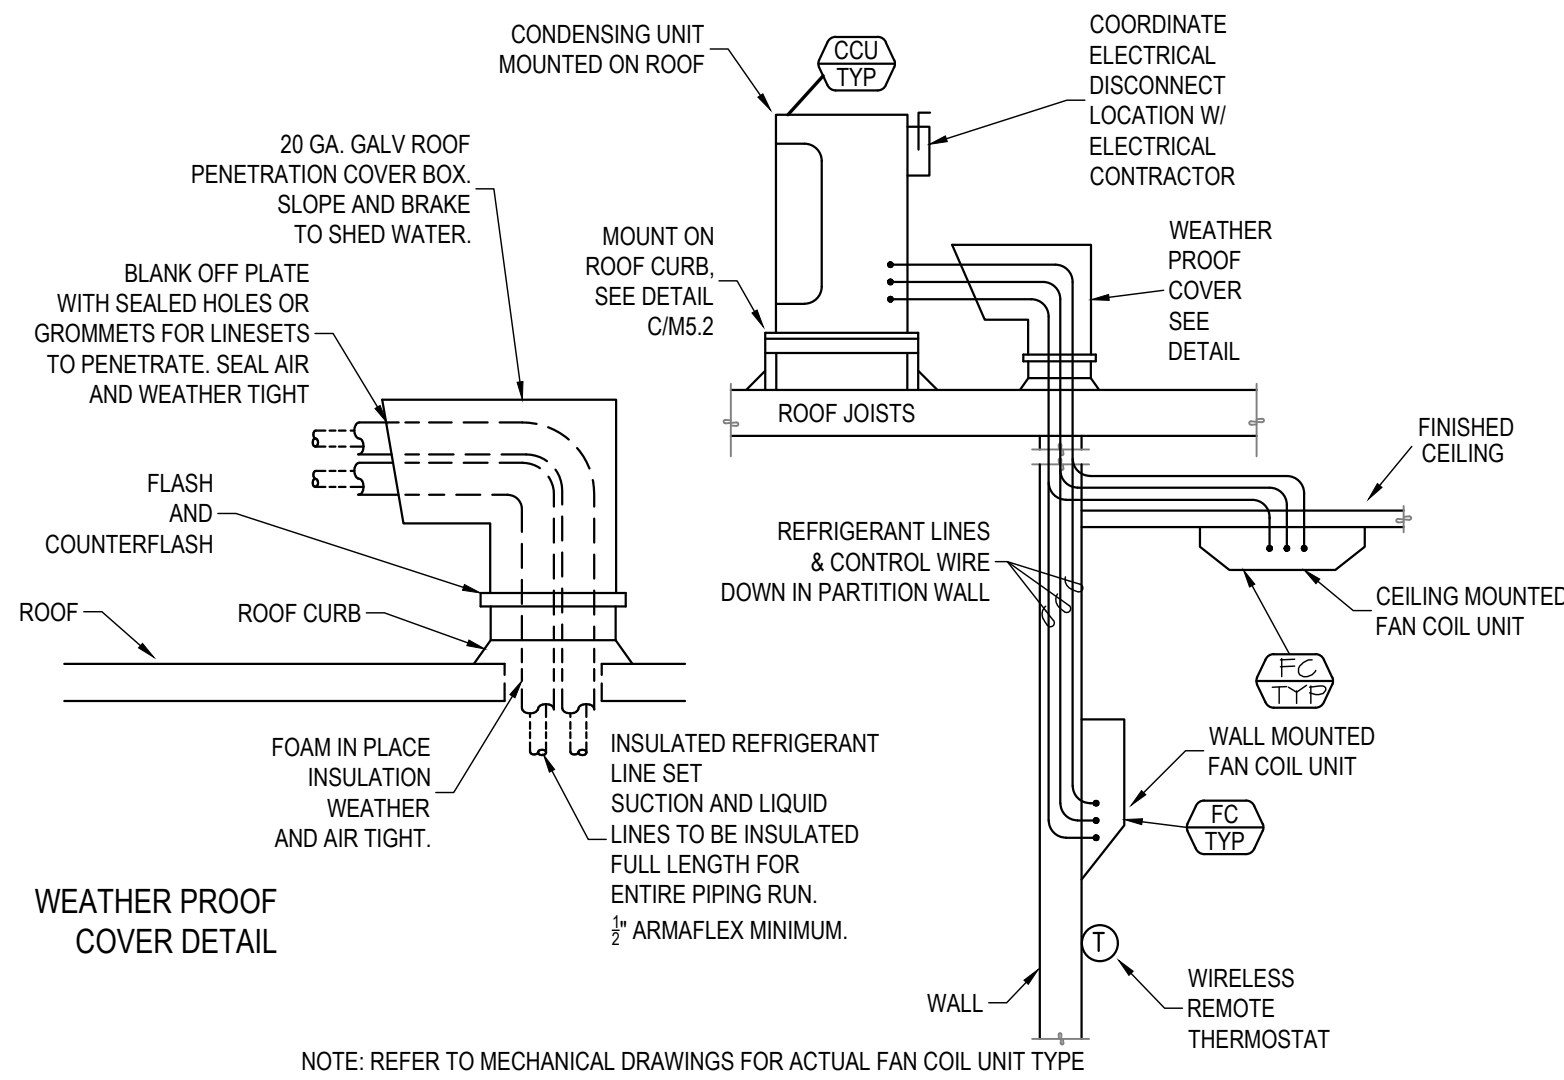 CONDENSING UNIT
MOUNTED ON ROOF
CCU
TYP
COORDINATE
ELECTRICAL
DISCONNECT
LOCATION W/
ELECTRICAL
CONTRACTOR
20 GA. GALV ROOF
PENETRATION COVER BOX.
SLOPE AND BRAKE
TO SHED WATER.
MOUNT ON
ROOF CURB,
SEE DETAIL
C/M5.2
WEATHER
PROOF
COVER
SEE
DETAIL
BLANK OFF PLATE
WITH SEALED HOLES OR
GROMMETS FOR LINESETS
TO PENETRATE. SEAL AIR
AND WEATHER TIGHT
ROOF JOISTS
FINISHED
CEILING
FLASH
AND
COUNTERFLASH
REFRIGERANT LINES
& CONTROL WIRE
DOWN IN PARTITION WALL
CEILING MOUNTED
FAN COIL UNIT
FC
TYP
ROOF
ROOF CURB
FOAM IN PLACE
INSULATION
WEATHER
AND AIR TIGHT.
INSULATED REFRIGERANT
LINE SET
SUCTION AND LIQUID
LINES TO BE INSULATED
FULL LENGTH FOR
ENTIRE PIPING RUN.
½" ARMAFLEX MINIMUM.
WALL MOUNTED
FAN COIL UNIT
FC
TYP
WEATHER PROOF
COVER DETAIL
T
WALL
WIRELESS
REMOTE
THERMOSTAT
NOTE: REFER TO MECHANICAL DRAWINGS FOR ACTUAL FAN COIL UNIT TYPE